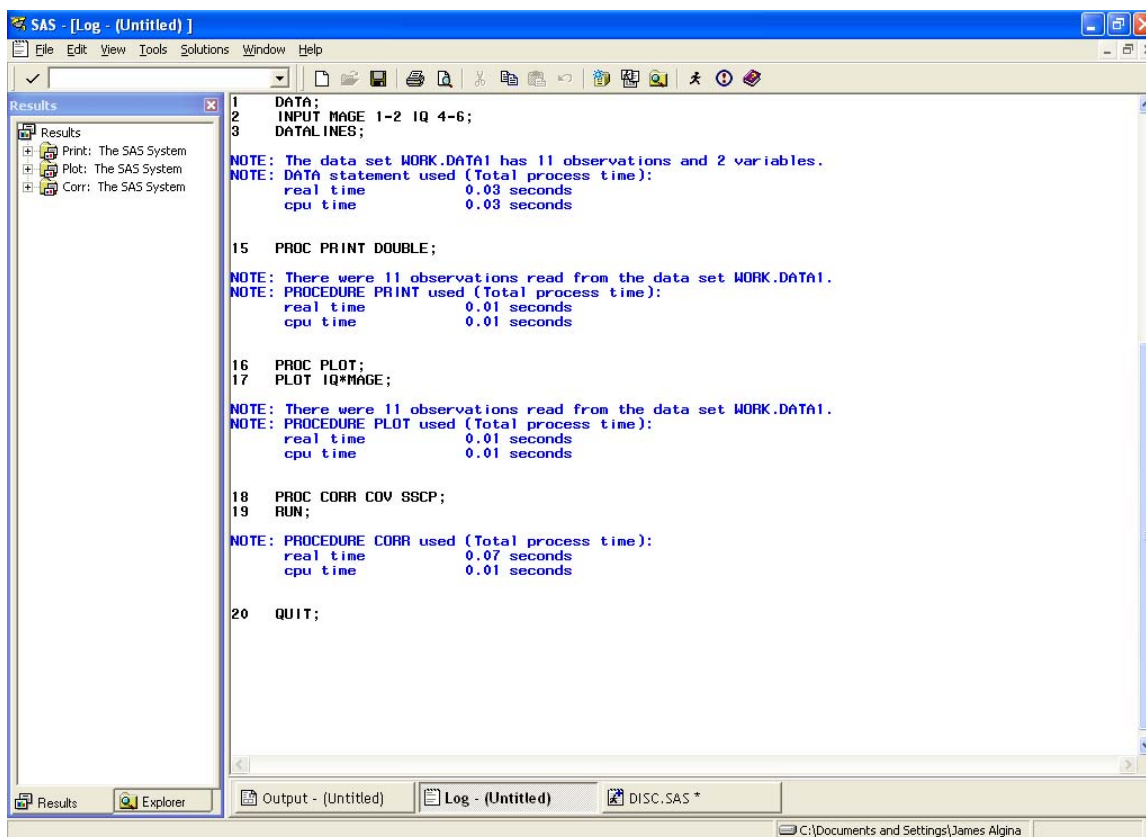 SAS - [Log - (Untitled) ]
File Edit View Tools Solutions Window Help
Results
Results
Print: The SAS System
Plot: The SAS System
Corr: The SAS System
1 DATA;
2 INPUT MAGE 1-2 IQ 4-6;
3 DATALINES;
NOTE: The data set WORK.DATA1 has 11 observations and 2 variables.
NOTE: DATA statement used (Total process time):
real time 0.03 seconds
cpu time 0.03 seconds
15 PROC PRINT DOUBLE;
NOTE: There were 11 observations read from the data set WORK.DATA1.
NOTE: PROCEDURE PRINT used (Total process time):
real time 0.01 seconds
cpu time 0.01 seconds
16 PROC PLOT;
17 PLOT IQ*MAGE;
NOTE: There were 11 observations read from the data set WORK.DATA1.
NOTE: PROCEDURE PLOT used (Total process time):
real time 0.01 seconds
cpu time 0.01 seconds
18 PROC CORR COV SSCP;
19 RUN;
NOTE: PROCEDURE CORR used (Total process time):
real time 0.07 seconds
cpu time 0.01 seconds
20 QUIT;
Results Explorer
Output - (Untitled) Log - (Untitled) DISC.SAS *
C:\Documents and Settings\James Algina